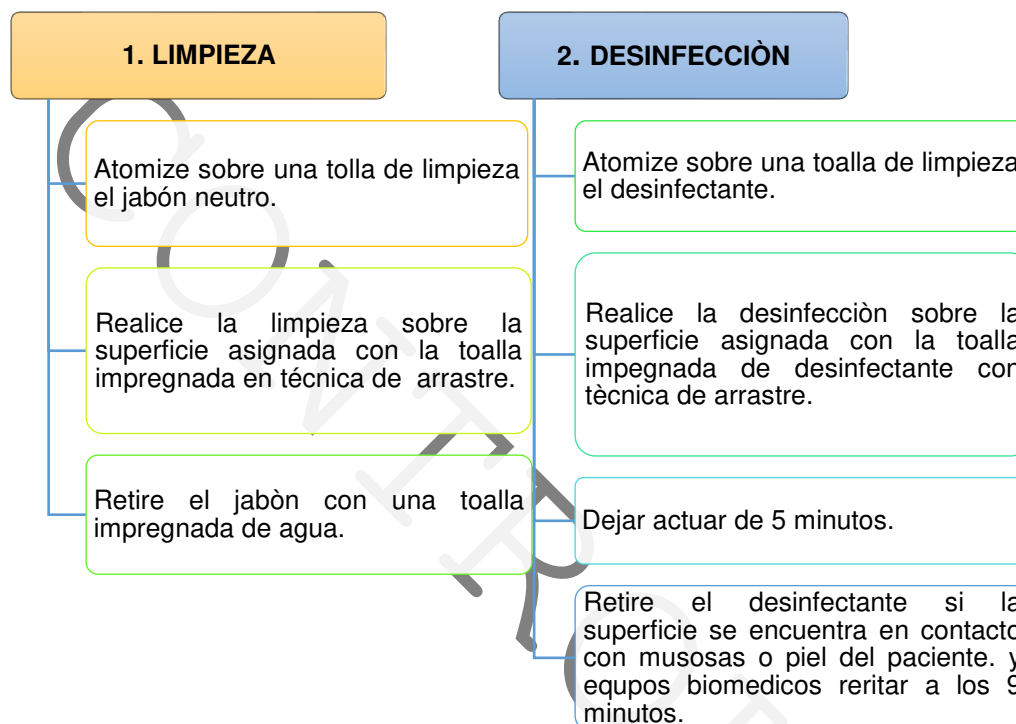 1. LIMPIEZA
Atomize sobre una tolla de limpieza
el jabón neutro.
Realice la limpieza sobre la
superficie asignada con la toalla
impregnada en técnica de arrastre.
Retire el jabòn con una toalla
impregnada de agua.
2. DESINFECCIÒN
Atomize sobre una toalla de limpieza
el desinfectante.
Realice la desinfecciòn sobre la
superficie asignada con la toalla
impegnada de desinfectante con
tècnica de arrastre.
Dejar actuar de 5 minutos.
Retire el desinfectante si la
superficie se encuentra en contacto
con musosas o piel del paciente. y
equpos biomedicos reritar a los 9
minutos.